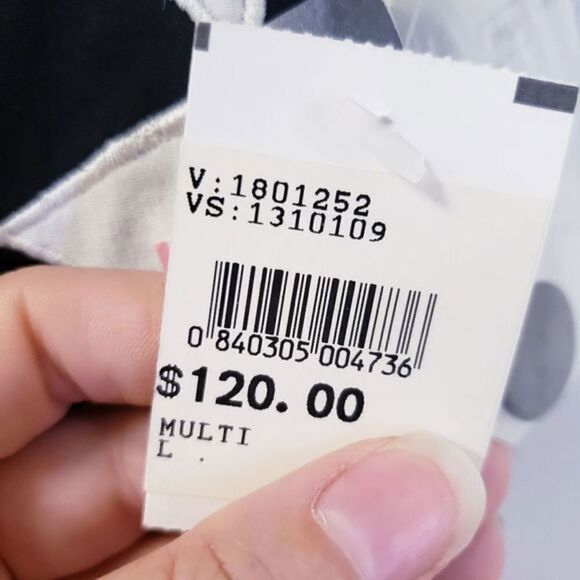 V:1801252
VS:1310109
0 840305 004736
$120.00
MULTI
L .